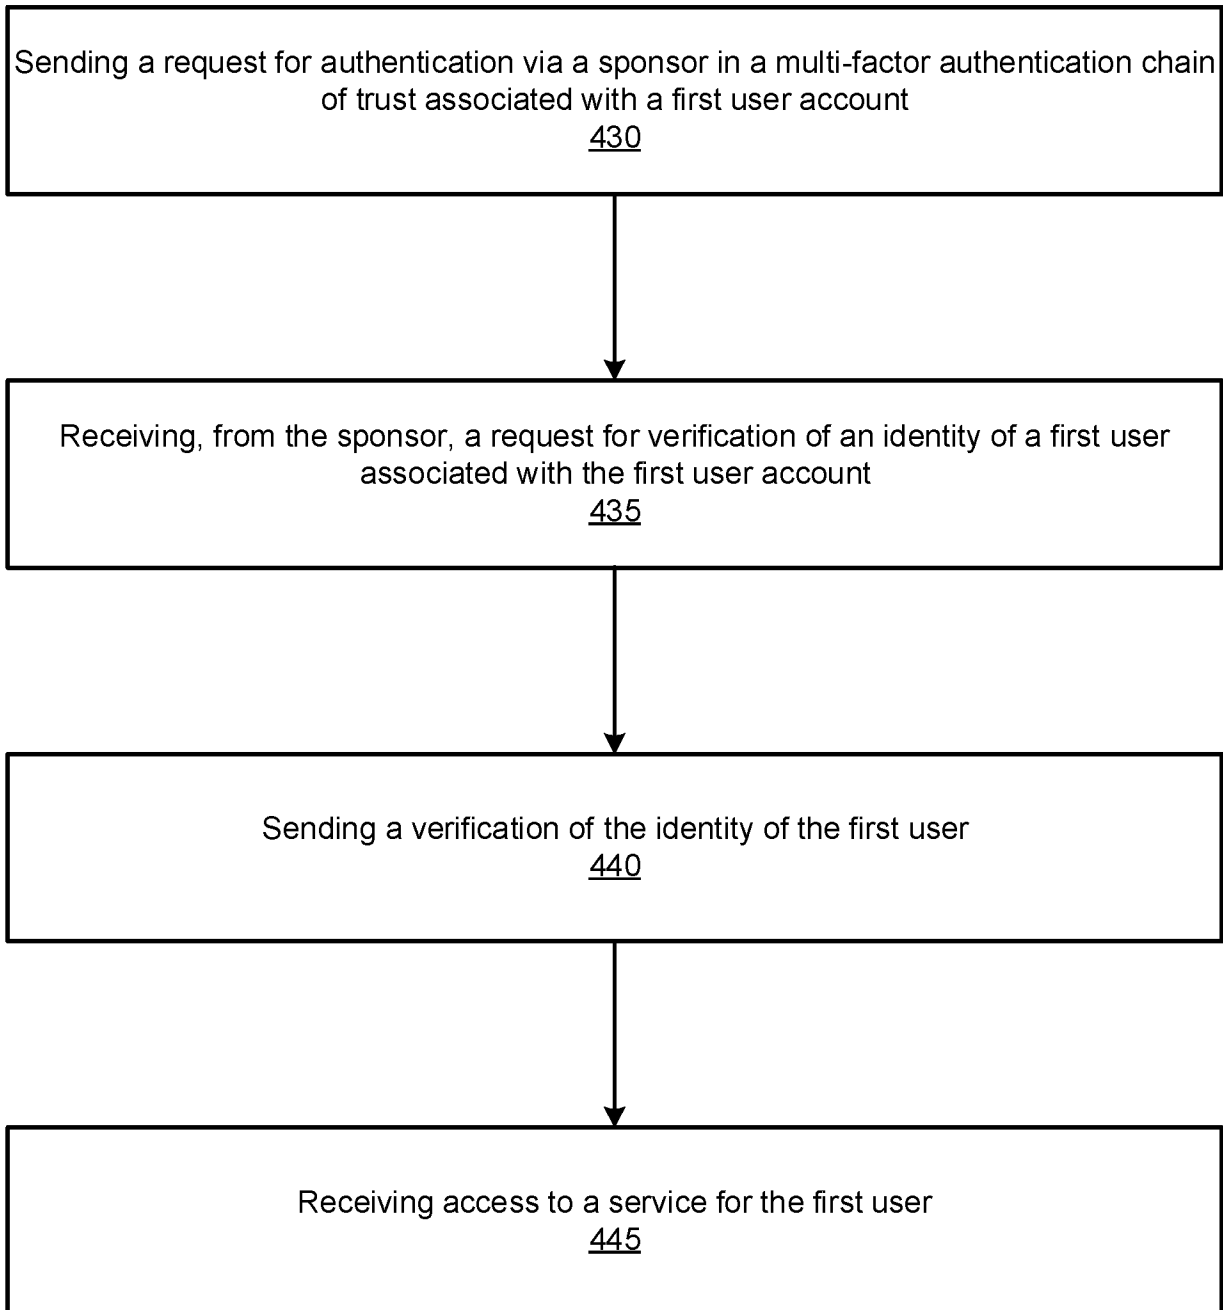 Sending a request for authentication via a sponsor in a multi-factor authentication chain
of trust associated with a first user account
430
Receiving, from the sponsor, a request for verification of an identity of a first user
associated with the first user account
435
Sending a verification of the identity of the first user
440
Receiving access to a service for the first user
445